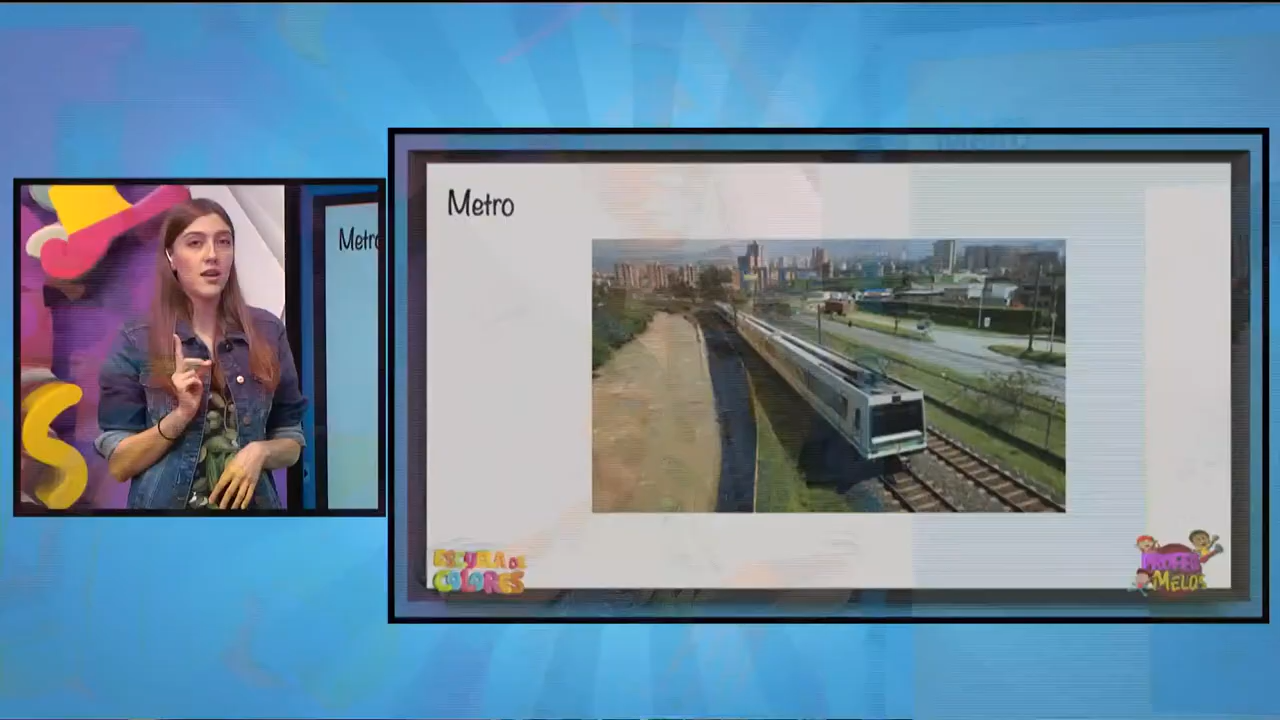 Metro
Metro
ESCUELA DE
COLORES
PROFES
MELOS